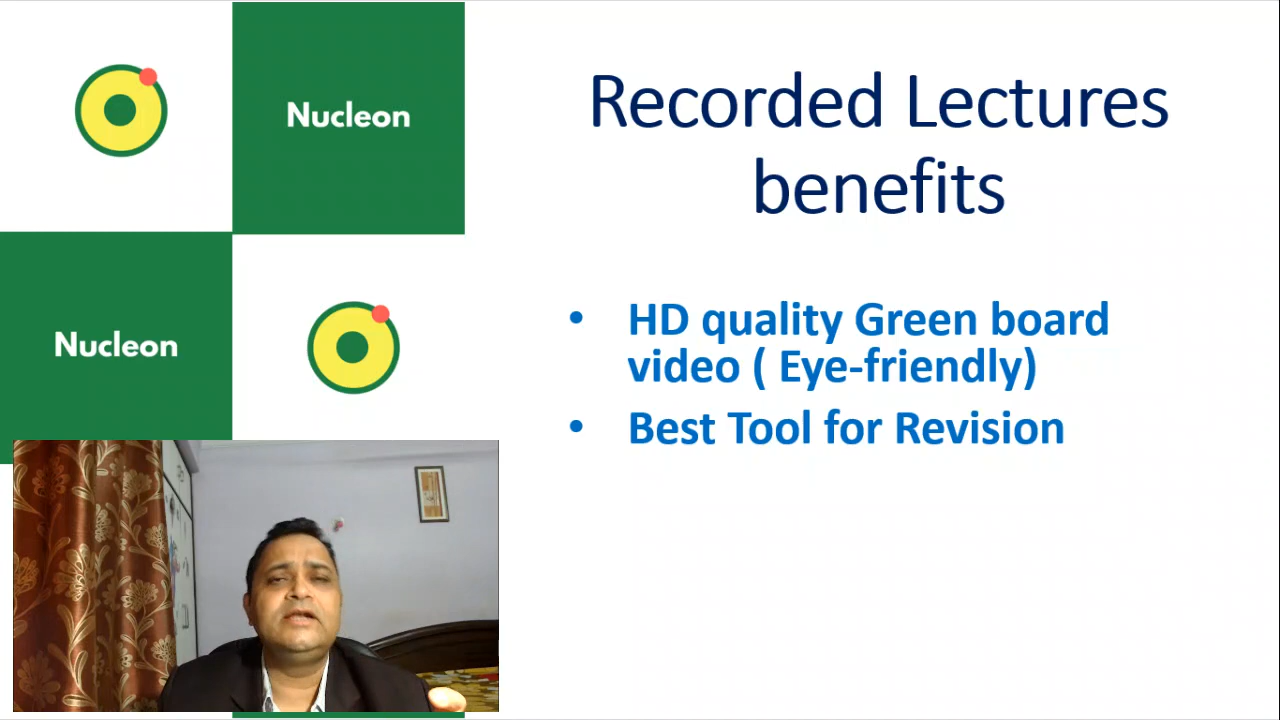 Nucleon
Nucleon
Recorded Lectures
benefits
• HD quality Green board
video ( Eye-friendly)
• Best Tool for Revision